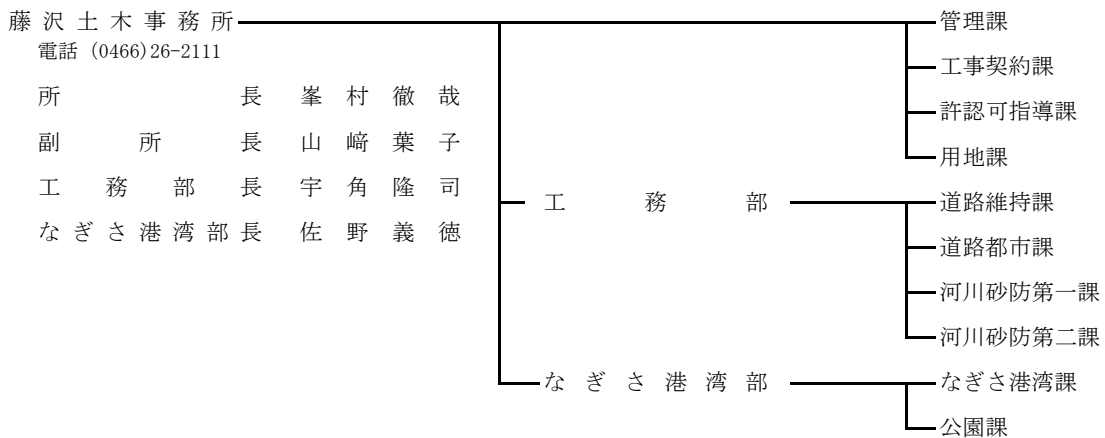 藤沢土木事務所
管理課
電話 (0466)26-2111
工事契約課
所長 峯村徹哉
許認可指導課
副所長 山﨑葉子
用地課
工務部長 宇角隆司
工務部
道路維持課
なぎさ港湾部長 佐野義徳
道路都市課
河川砂防第一課
河川砂防第二課
なぎさ港湾部
なぎさ港湾課
公園課